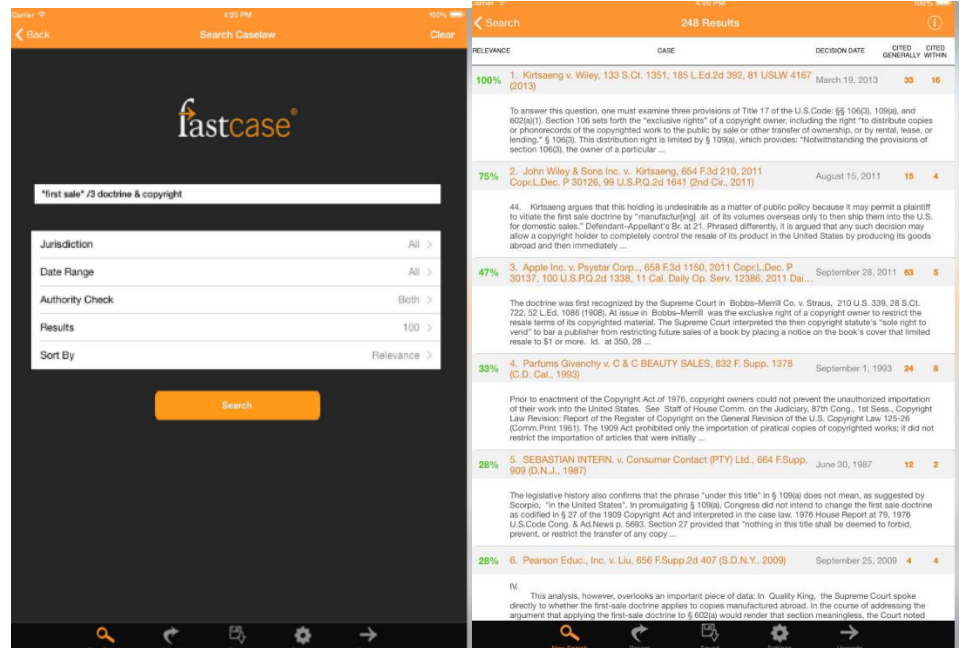 Carrier 4:20 PM 100%
Back Search Caselaw Clear
fastcase®
"first sale" /3 doctrine & copyright
Jurisdiction All
Date Range All
Authority Check Both
Results 100
Sort By Relevance
Search
Carrier 4:20 PM 100%
Search 248 Results
RELEVANCE CASE DECISION DATE CITED GENERALLY CITED WITHIN
100% 1. Kirtsaeng v. Wiley, 133 S.Ct. 1351, 185 L.Ed.2d 392, 81 USLW 4167 March 19, 2013 33 16
(2013)
To answer this question, one must examine three provisions of Title 17 of the U.S.Code: §§ 106(3), 109(a), and
602(a)(1). Section 106 sets forth the "exclusive rights" of a copyright owner, including the right "to distribute copies
or phonorecords of the copyrighted work to the public by sale or other transfer of ownership, or by rental, lease, or
lending." § 106(3). This distribution right is limited by § 109(a), which provides: "Notwithstanding the provisions of
section 106(3), the owner of a particular ...
75% 2. John Wiley & Sons Inc. v. Kirtsaeng, 654 F.3d 210, 2011 August 15, 2011 15 4
Copr.L.Dec. P 30126, 99 U.S.P.Q.2d 1641 (2nd Cir., 2011)
44. Kirtsaeng argues that this holding is undesirable as a matter of public policy because it may permit a plaintiff
to vitiate the first sale doctrine by "manufactur[ing] all of its volumes overseas only to then ship them into the U.S.
for domestic sales." Defendant-Appellant's Br. at 21. Phrased differently, it is argued that any such decision may
allow a copyright holder to completely control the resale of its product in the United States by producing its goods
abroad and then immediately ...
47% 3. Apple Inc. v. Psystar Corp.., 658 F.3d 1150, 2011 Copr.L.Dec. P September 28, 2011 63 5
30137, 100 U.S.P.Q.2d 1338, 11 Cal. Daily Op. Serv. 12386, 2011 Dai...
The doctrine was first recognized by the Supreme Court in Bobbs-Merrill Co. v. Straus, 210 U.S. 339, 28 S.Ct.
722, 52 L.Ed. 1086 (1908). At issue in Bobbs-Merrill was the exclusive right of a copyright owner to restrict the
resale terms of its copyrighted material. The Supreme Court interpreted the then copyright statute's "sole right to
vend" to bar a publisher from restricting future sales of a book by placing a notice on the book's cover that limited
resale to $1 or more. Id. at 350, 28 ...
33% 4. Parfums Givenchy v. C & C BEAUTY SALES, 832 F. Supp. 1378 September 1, 1993 24 8
(C.D. Cal., 1993)
Prior to enactment of the Copyright Act of 1976, copyright owners could not prevent the unauthorized importation
of their work into the United States. See Staff of House Comm. on the Judiciary, 87th Cong., 1st Sess., Copyright
Law Revision: Report of the Register of Copyright on the General Revision of the U.S. Copyright Law 125-26
(Comm.Print 1961). The 1909 Act prohibited only the importation of piratical copies of copyrighted works; it did not
restrict the importation of articles that were initially ...
28% 5. SEBASTIAN INTERN. v. Consumer Contact (PTY) Ltd., 664 F.Supp. June 30, 1987 12 2
909 (D.N.J., 1987)
The legislative history also confirms that the phrase "under this title" in § 109(a) does not mean, as suggested by
Scorpio, "in the United States". In promulgating § 109(a), Congress did not intend to change the first sale doctrine
as codified in § 27 of the 1909 Copyright Act and interpreted in the case law. 1976 House Report at 79, 1976
U.S.Code Cong. & Ad.News p. 5693. Section 27 provided that "nothing in this title shall be deemed to forbid,
prevent, or restrict the transfer of any copy ...
28% 6. Pearson Educ., Inc. v. Liu, 656 F.Supp.2d 407 (S.D.N.Y., 2009) September 25, 2009 4 4
IV.
This analysis, however, overlooks an important piece of data: In Quality King, the Supreme Court spoke
directly to whether the first-sale doctrine applies to copies manufactured abroad. In the course of addressing the
argument that applying the first-sale doctrine to § 602(a) would render that section meaningless, the Court noted